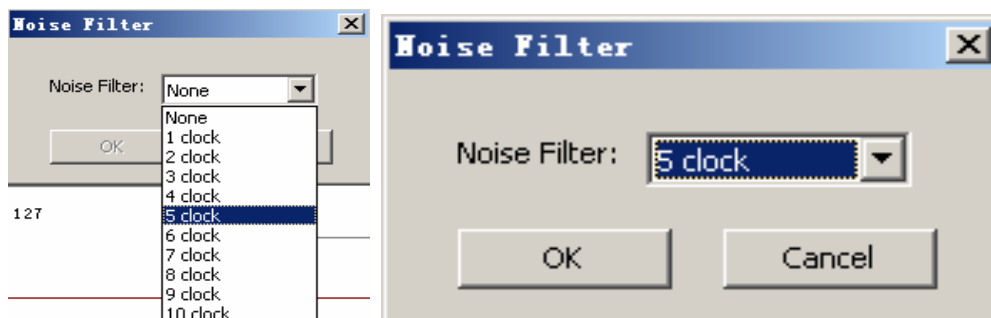 Noise Filter
Noise Filter: None
None
OK
1 clock
2 clock
3 clock
4 clock
127
5 clock
6 clock
7 clock
8 clock
9 clock
10 clock
Noise Filter
Noise Filter: 5 clock
OK Cancel